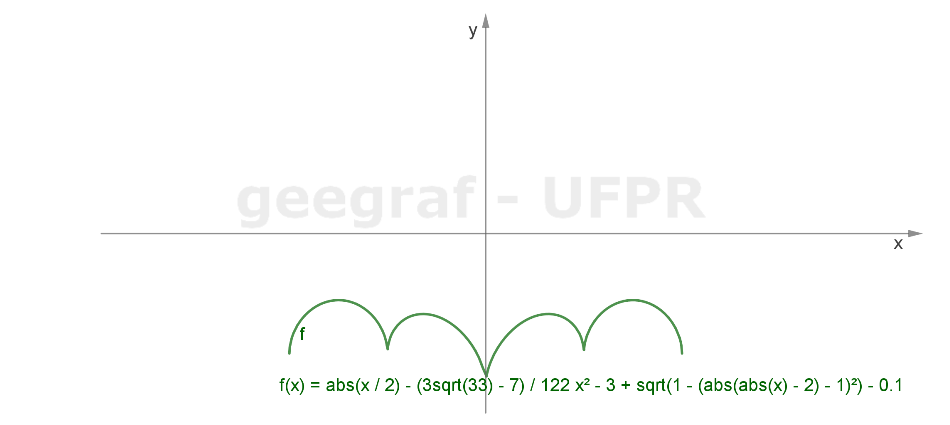 y
geegraf - UFPR
x
f
f(x) = abs(x / 2) - (3sqrt(33) - 7) / 122 x² - 3 + sqrt(1 - (abs(abs(x) - 2) - 1)²) - 0.1